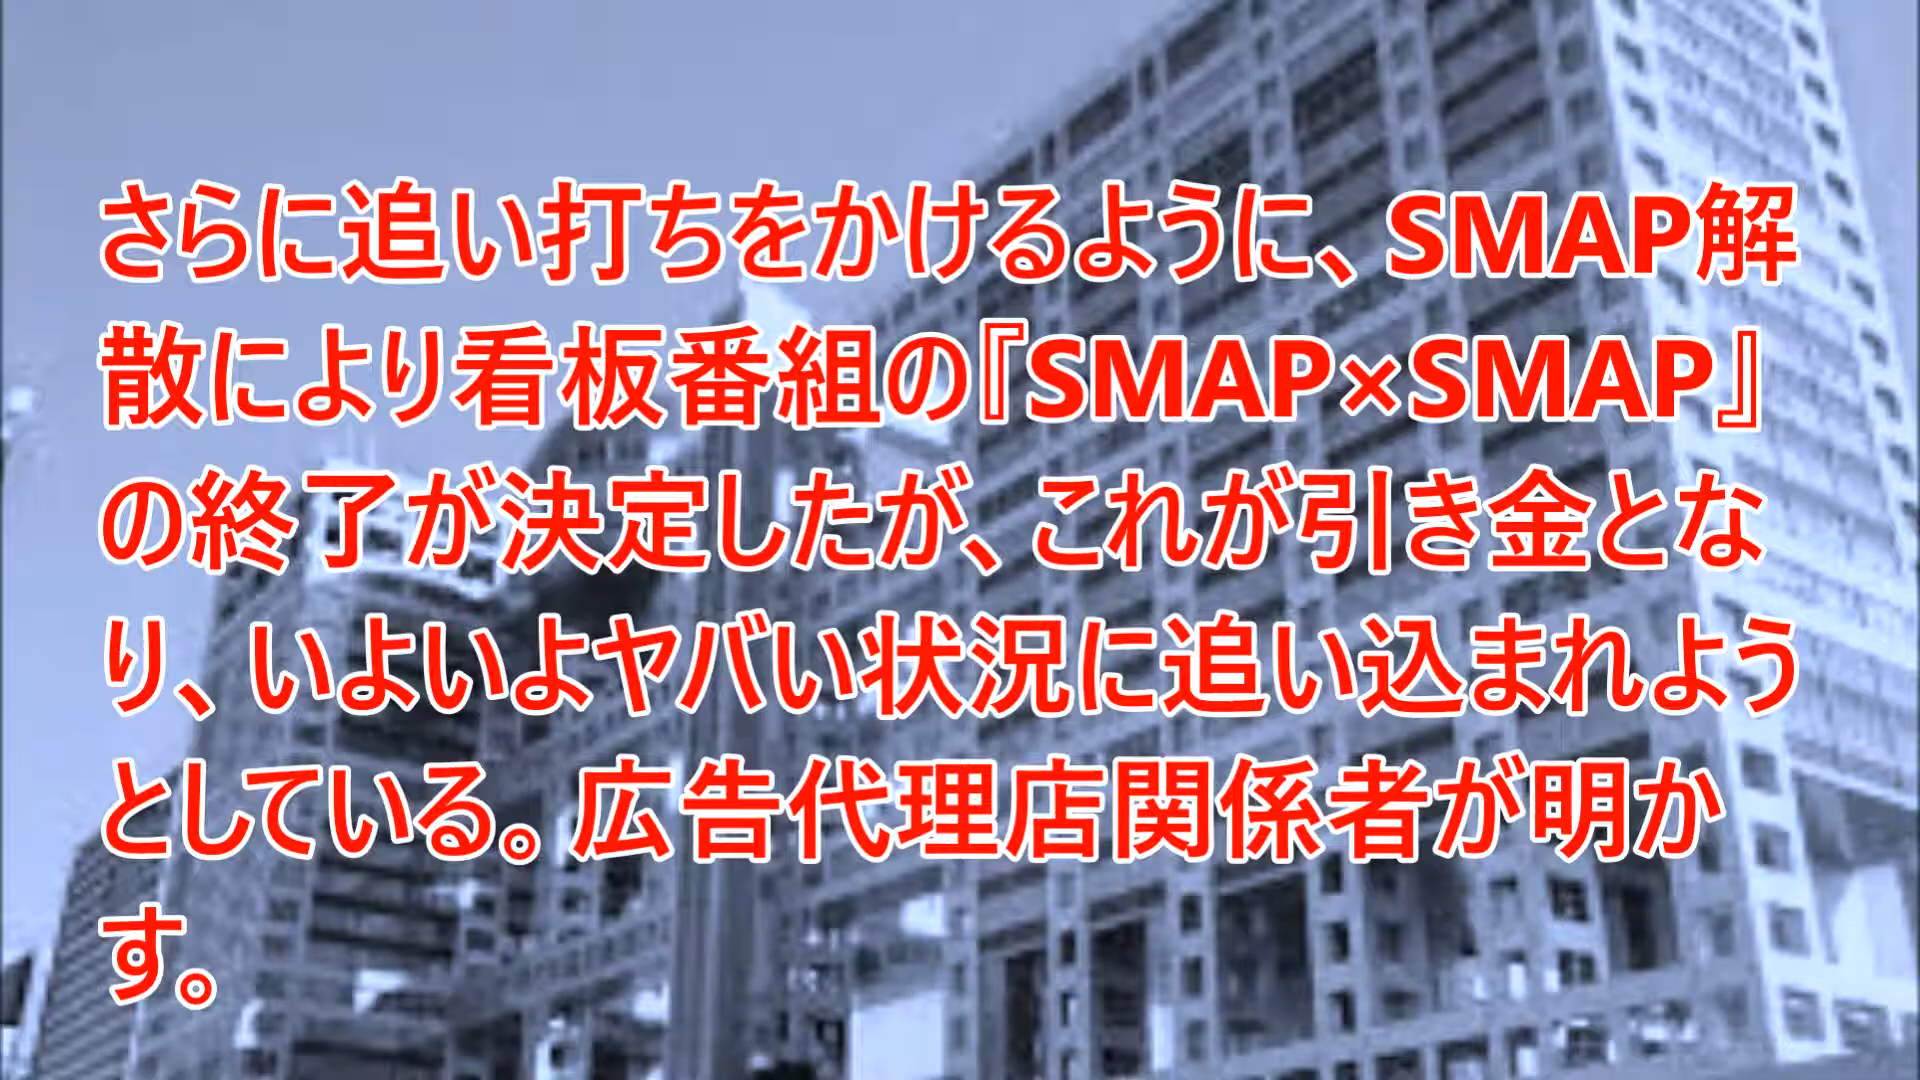 さらに追い打ちをかけるように、SMAP解
散により看板番組の『SMAP×SMAP』
の終了が決定したが、これが引き金とな
り、いよいよヤバい状況に追い込まれよう
としている。広告代理店関係者が明か
す。